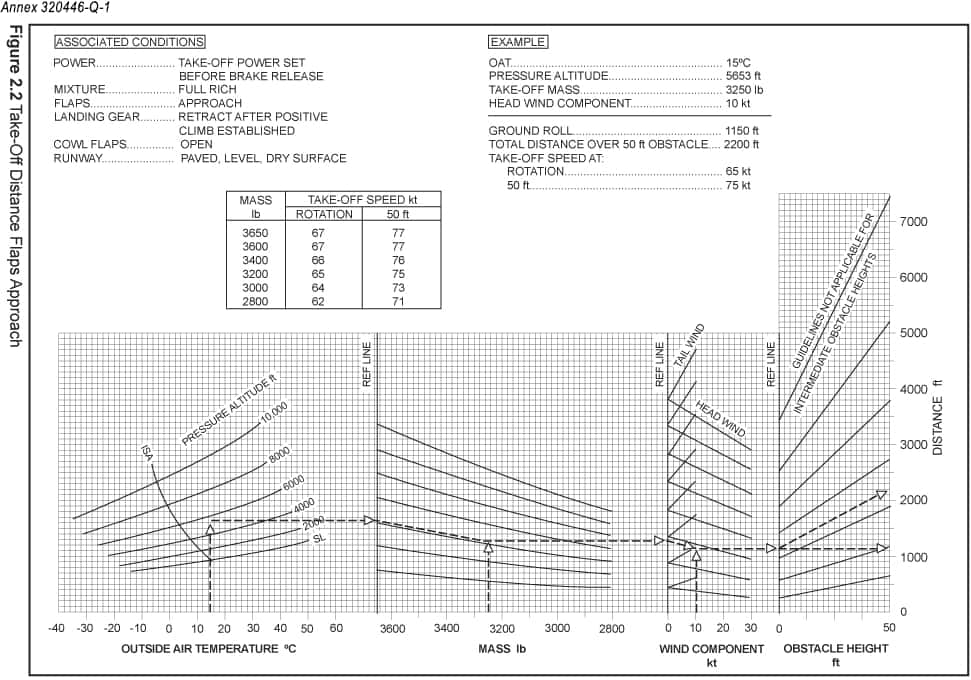 Annex 320446-Q-1
Figure 2.2 Take-Off Distance Flaps Approach
ASSOCIATED CONDITIONS
POWER.......................... TAKE-OFF POWER SET
BEFORE BRAKE RELEASE
MIXTURE...................... FULL RICH
FLAPS........................... APPROACH
LANDING GEAR........... RETRACT AFTER POSITIVE
CLIMB ESTABLISHED
COWL FLAPS............... OPEN
RUNWAY....................... PAVED, LEVEL, DRY SURFACE
EXAMPLE
OAT.................................................................... 15ºC
PRESSURE ALTITUDE.................................... 5653 ft
TAKE-OFF MASS.............................................. 3250 lb
HEAD WIND COMPONENT............................. 10 kt
GROUND ROLL................................................ 1150 ft
TOTAL DISTANCE OVER 50 ft OBSTACLE.... 2200 ft
TAKE-OFF SPEED AT:
ROTATION................................................. 65 kt
50 ft............................................................ 75 kt
MASS lb
TAKE-OFF SPEED kt
ROTATION 50 ft
3650 67 77
3600 67 77
3400 66 76
3200 65 75
3000 64 73
2800 62 71
ISA
PRESSURE ALTITUDE ft
10 000
8000
6000
4000
2000
SL
REF LINE
REF LINE
TAIL WIND
HEAD WIND
REF LINE
GUIDELINES NOT APPLICABLE FOR
INTERMEDIATE OBSTACLE HEIGHTS
7000
6000
5000
4000
3000
2000
1000
0
DISTANCE ft
-40 -30 -20 -10 0 10 20 30 40 50 60
3600 3400 3200 3000 2800
0 10 20 30
0 50
OUTSIDE AIR TEMPERATURE ºC
MASS lb
WIND COMPONENT
kt
OBSTACLE HEIGHT
ft